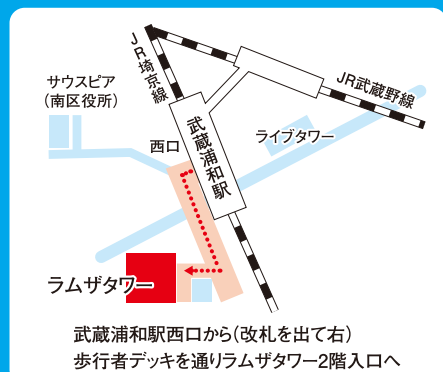 JR埼京線
JR武蔵野線
サウスピア
(南区役所)
武蔵浦和駅
ライブタワー
西口
ラムザタワー
武蔵浦和駅西口から(改札を出て右)
歩行者デッキを通りラムザタワー2階入口へ